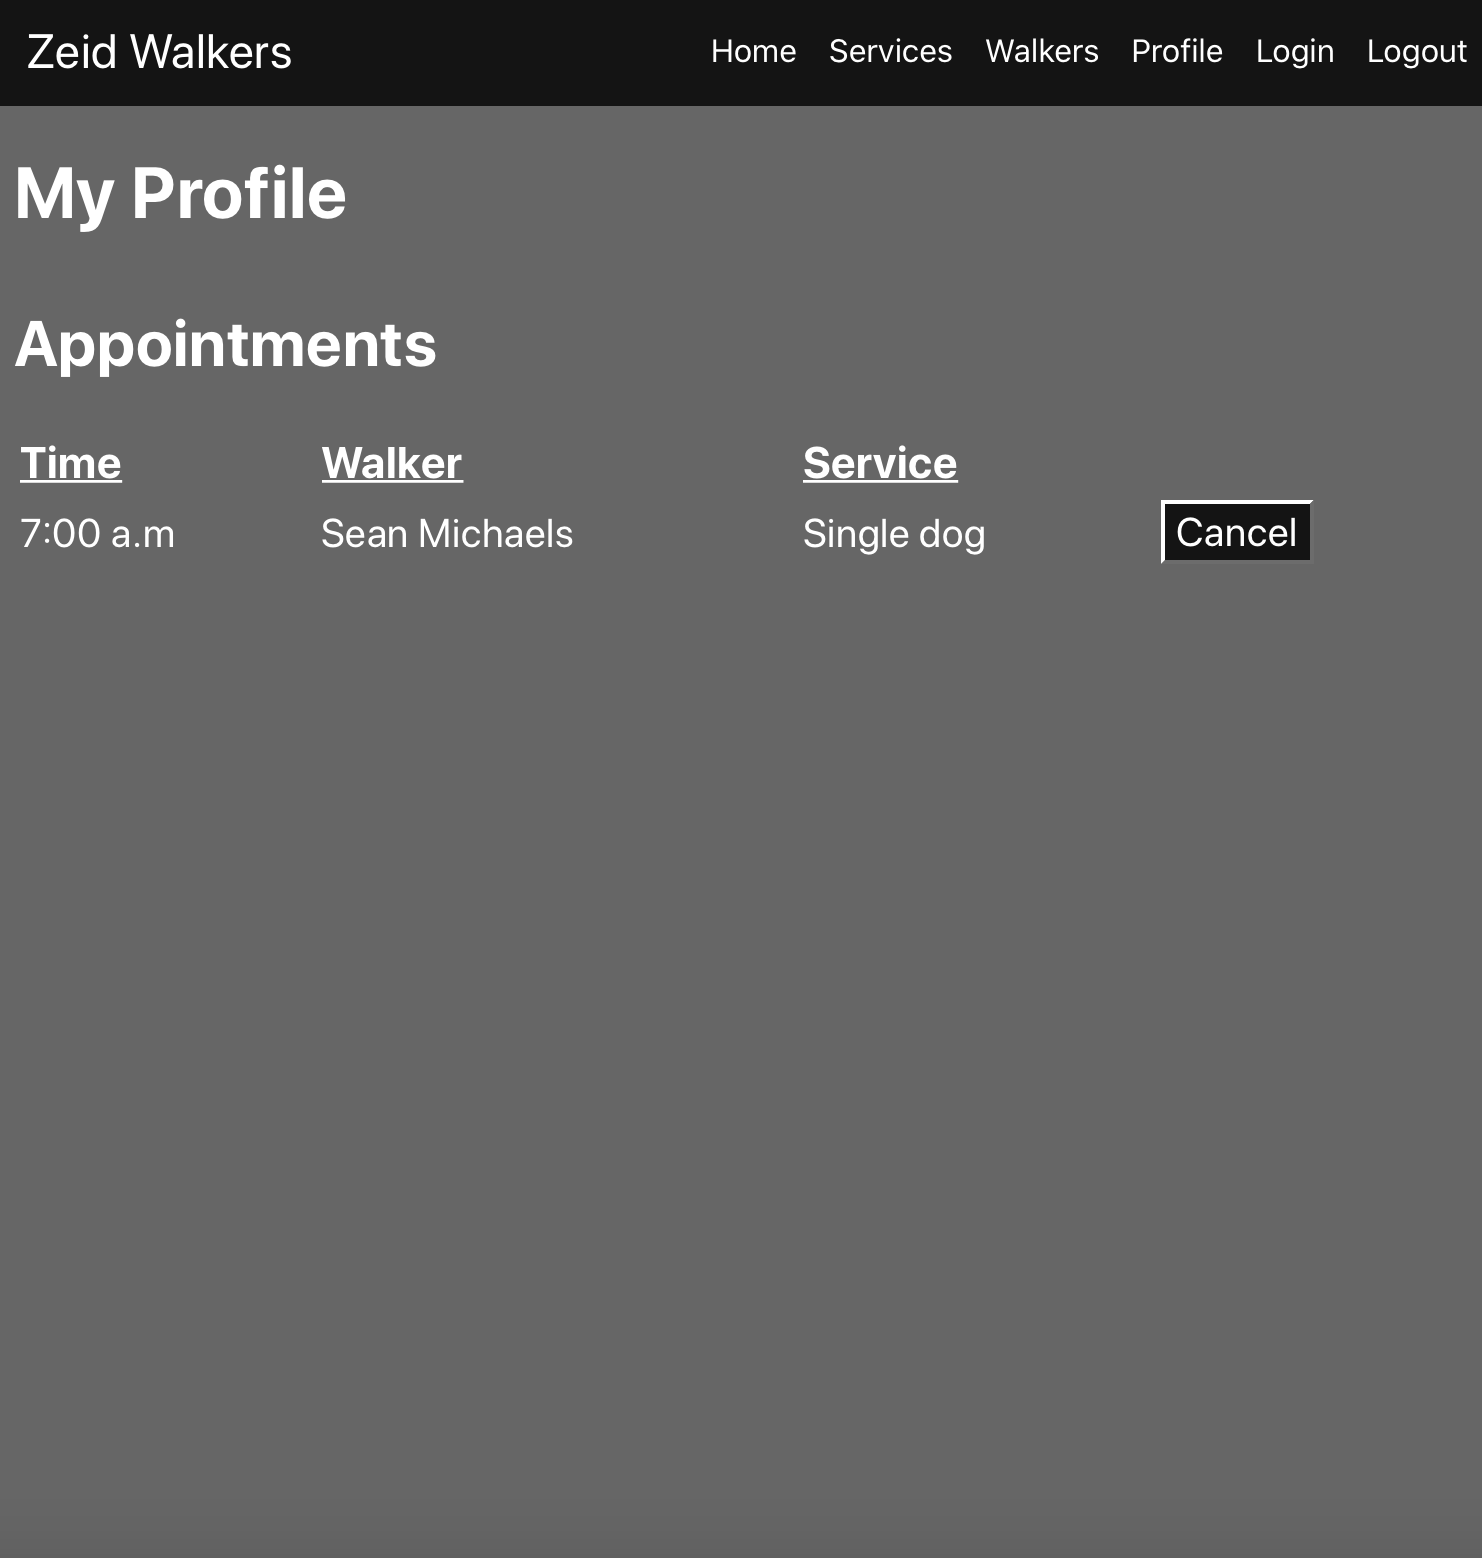 Zeid Walkers Home Services Walkers Profile Login Logout
My Profile
Appointments
Time Walker Service
7:00 a.m Sean Michaels Single dog Cancel